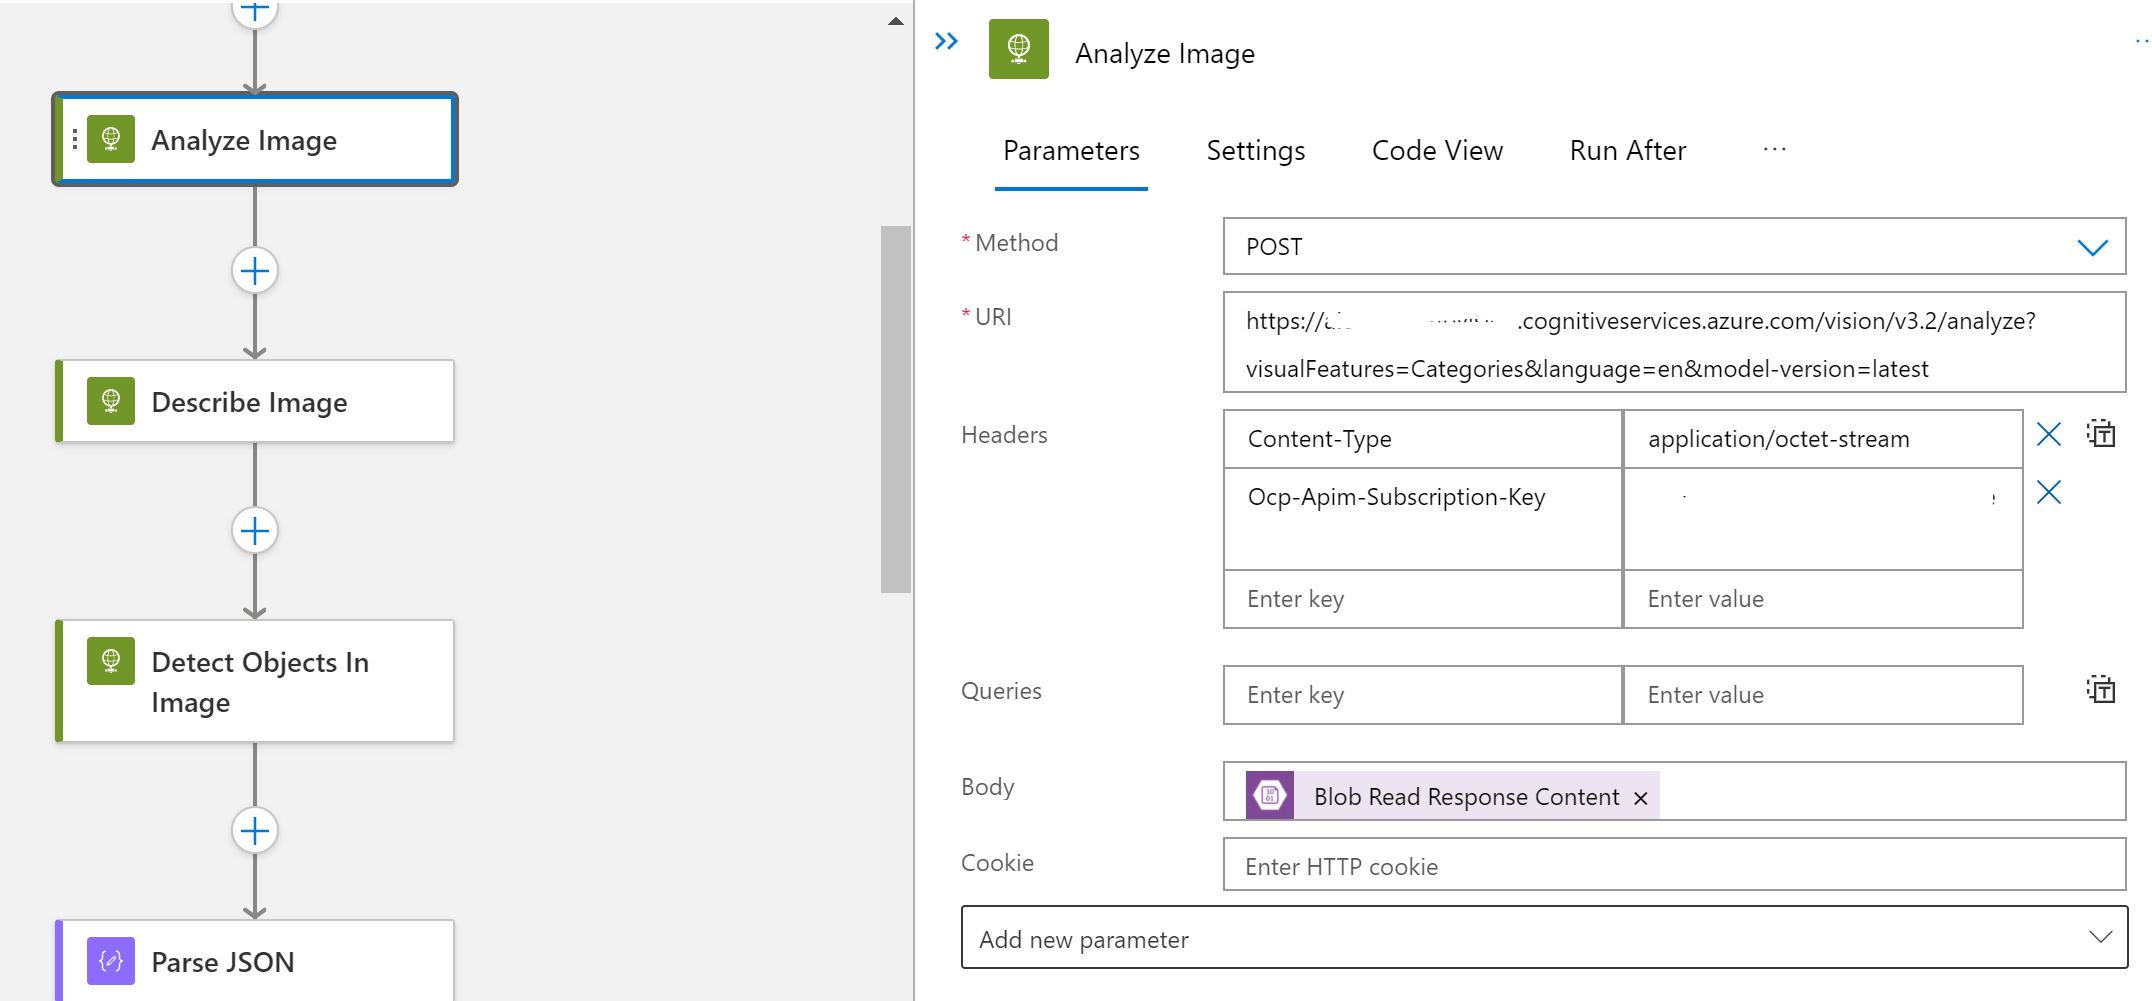 Analyze Image
Describe Image
Detect Objects In
Image
Parse JSON
Analyze Image
Parameters
Settings
Code View
Run After
* Method
POST
* URI
https://
.cognitiveservices.azure.com/vision/v3.2/analyze?
visualFeatures=Categories&language=en&model-version=latest
Headers
Content-Type
application/octet-stream
Ocp-Apim-Subscription-Key
Enter key
Enter value
Queries
Enter key
Enter value
Body
Blob Read Response Content ×
Cookie
Enter HTTP cookie
Add new parameter